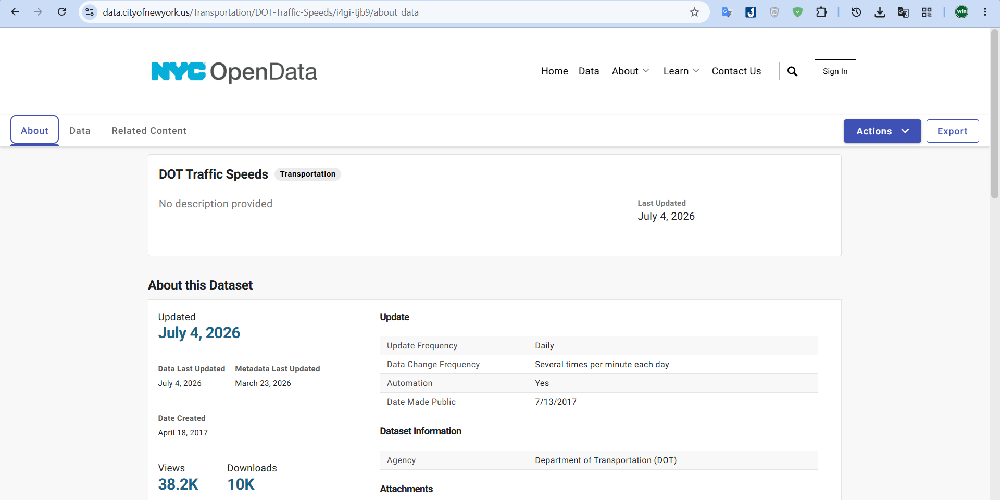 data.cityofnewyork.us/Transportation/DOT-Traffic-Speeds/i4gi-tjb9/about_data
win
NYC OpenData
Home Data About Learn Contact Us Sign In
About Data Related Content Actions Export
DOT Traffic Speeds Transportation
No description provided
Last Updated
July 4, 2026
About this Dataset
Updated
July 4, 2026
Data Last Updated Metadata Last Updated
July 4, 2026 March 23, 2026
Date Created
April 18, 2017
Views Downloads
38.2K 10K
Update
Update Frequency Daily
Data Change Frequency Several times per minute each day
Automation Yes
Date Made Public 7/13/2017
Dataset Information
Agency Department of Transportation (DOT)
Attachments